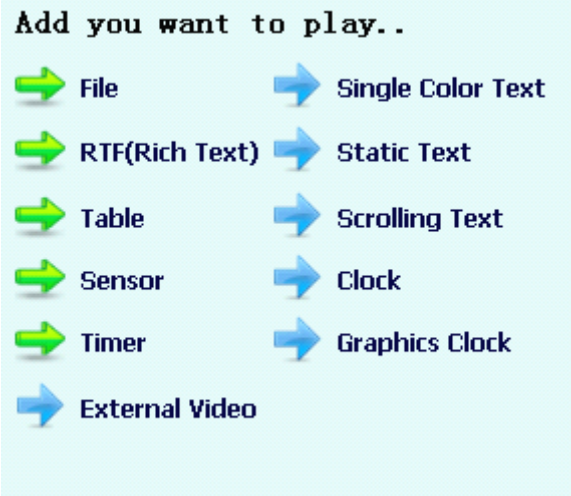 Add you want to play..
File
Single Color Text
RTF(Rich Text)
Static Text
Table
Scrolling Text
Sensor
Clock
Timer
Graphics Clock
External Video